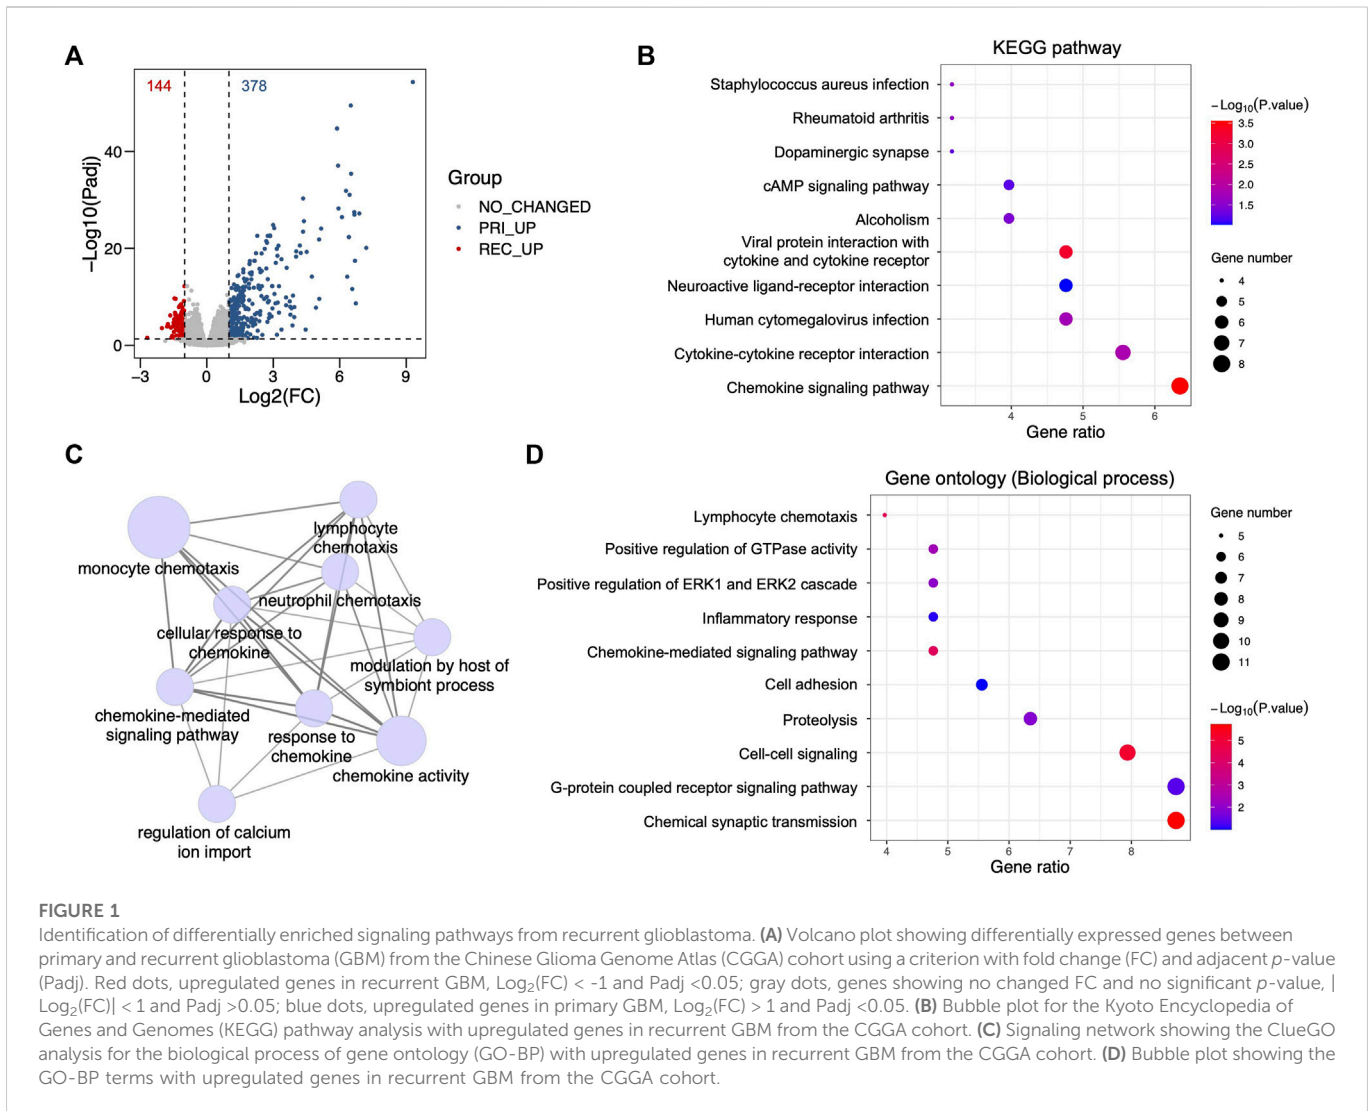 A
144
378
40
20
0
−3
0
3
6
9
−Log10(Padj)
Log2(FC)
Group
NO_CHANGED
PRI_UP
REC_UP
B
KEGG pathway
Staphylococcus aureus infection
Rheumatoid arthritis
Dopaminergic synapse
cAMP signaling pathway
Alcoholism
Viral protein interaction with
cytokine and cytokine receptor
Neuroactive ligand-receptor interaction
Human cytomegalovirus infection
Cytokine-cytokine receptor interaction
Chemokine signaling pathway
4
5
6
Gene ratio
−Log10(P.value)
3.5
3.0
2.5
2.0
1.5
Gene number
4
5
6
7
8
C
lymphocyte
chemotaxis
monocyte chemotaxis
neutrophil chemotaxis
cellular response to
chemokine
modulation by host of
symbiont process
chemokine-mediated
signaling pathway
response to
chemokine
chemokine activity
regulation of calcium
ion import
D
Gene ontology (Biological process)
Lymphocyte chemotaxis
Positive regulation of GTPase activity
Positive regulation of ERK1 and ERK2 cascade
Inflammatory response
Chemokine-mediated signaling pathway
Cell adhesion
Proteolysis
Cell-cell signaling
G-protein coupled receptor signaling pathway
Chemical synaptic transmission
4
5
6
7
8
Gene ratio
Gene number
5
6
7
8
9
10
11
−Log10(P.value)
5
4
3
2
FIGURE 1
Identification of differentially enriched signaling pathways from recurrent glioblastoma. (A) Volcano plot showing differentially expressed genes between
primary and recurrent glioblastoma (GBM) from the Chinese Glioma Genome Atlas (CGGA) cohort using a criterion with fold change (FC) and adjacent p-value
(Padj). Red dots, upregulated genes in recurrent GBM, Log2(FC) < -1 and Padj <0.05; gray dots, genes showing no changed FC and no significant p-value, |
Log2(FC)| < 1 and Padj >0.05; blue dots, upregulated genes in primary GBM, Log2(FC) > 1 and Padj <0.05. (B) Bubble plot for the Kyoto Encyclopedia of
Genes and Genomes (KEGG) pathway analysis with upregulated genes in recurrent GBM from the CGGA cohort. (C) Signaling network showing the ClueGO
analysis for the biological process of gene ontology (GO-BP) with upregulated genes in recurrent GBM from the CGGA cohort. (D) Bubble plot showing the
GO-BP terms with upregulated genes in recurrent GBM from the CGGA cohort.